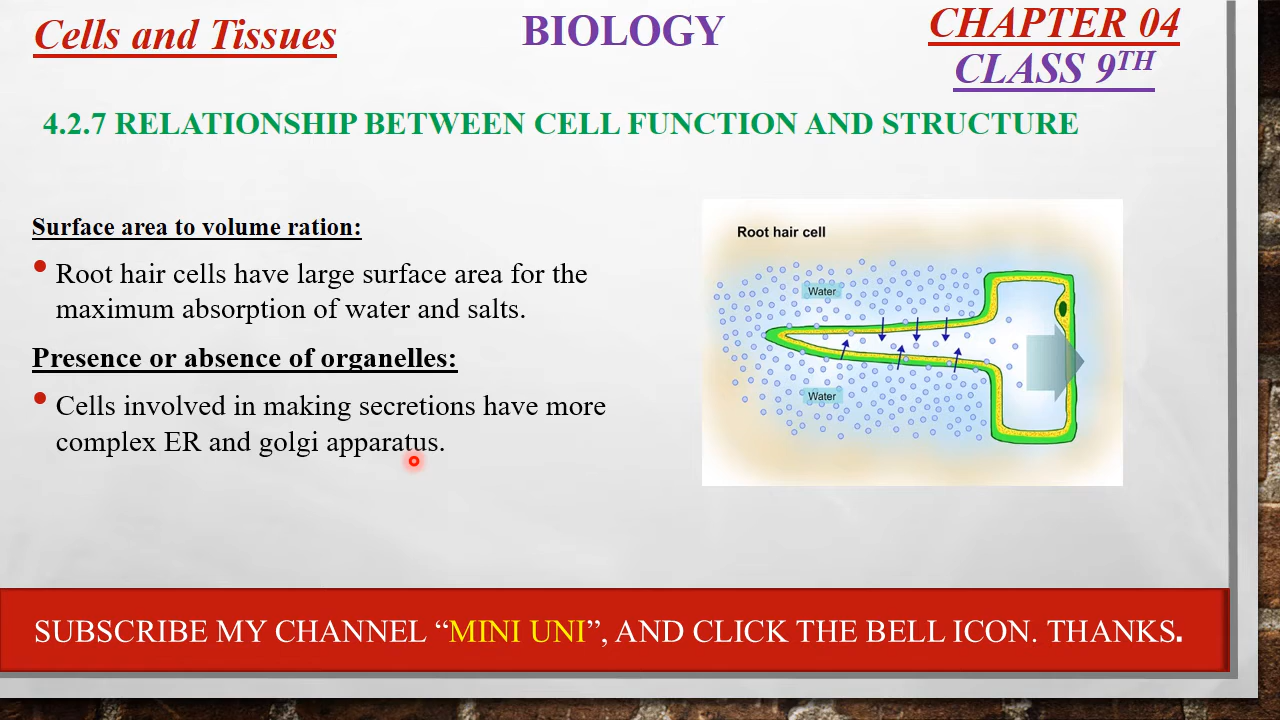 Cells and Tissues
BIOLOGY
CHAPTER 04
CLASS 9TH
4.2.7 RELATIONSHIP BETWEEN CELL FUNCTION AND STRUCTURE
Surface area to volume ration:
• Root hair cells have large surface area for the
maximum absorption of water and salts.
Presence or absence of organelles:
• Cells involved in making secretions have more
complex ER and golgi apparatus.
Root hair cell
Water
Water
SUBSCRIBE MY CHANNEL “MINI UNI”, AND CLICK THE BELL ICON. THANKS.